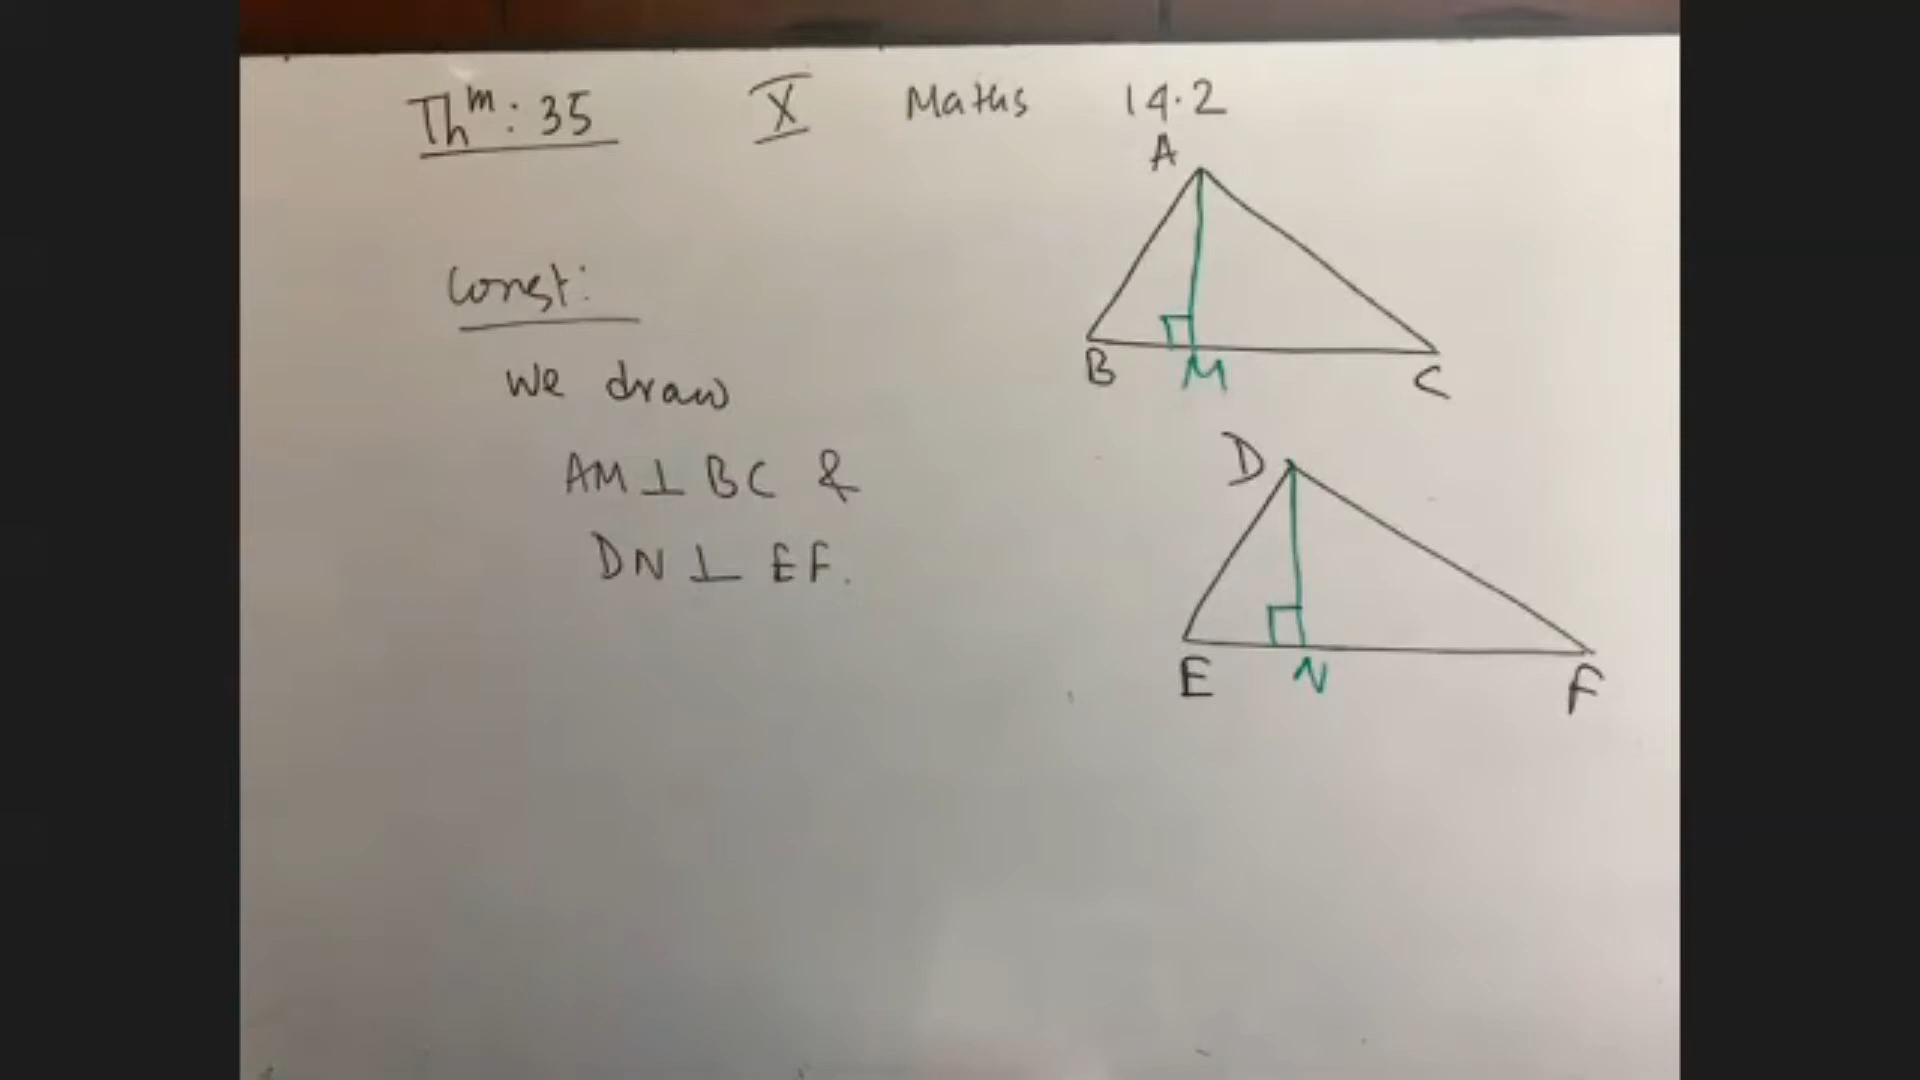 Thᵐ: 35 X Maths 14.2
A
B M C
Const:
we draw
AM ⊥ BC &
DN ⊥ EF.
D
E N F